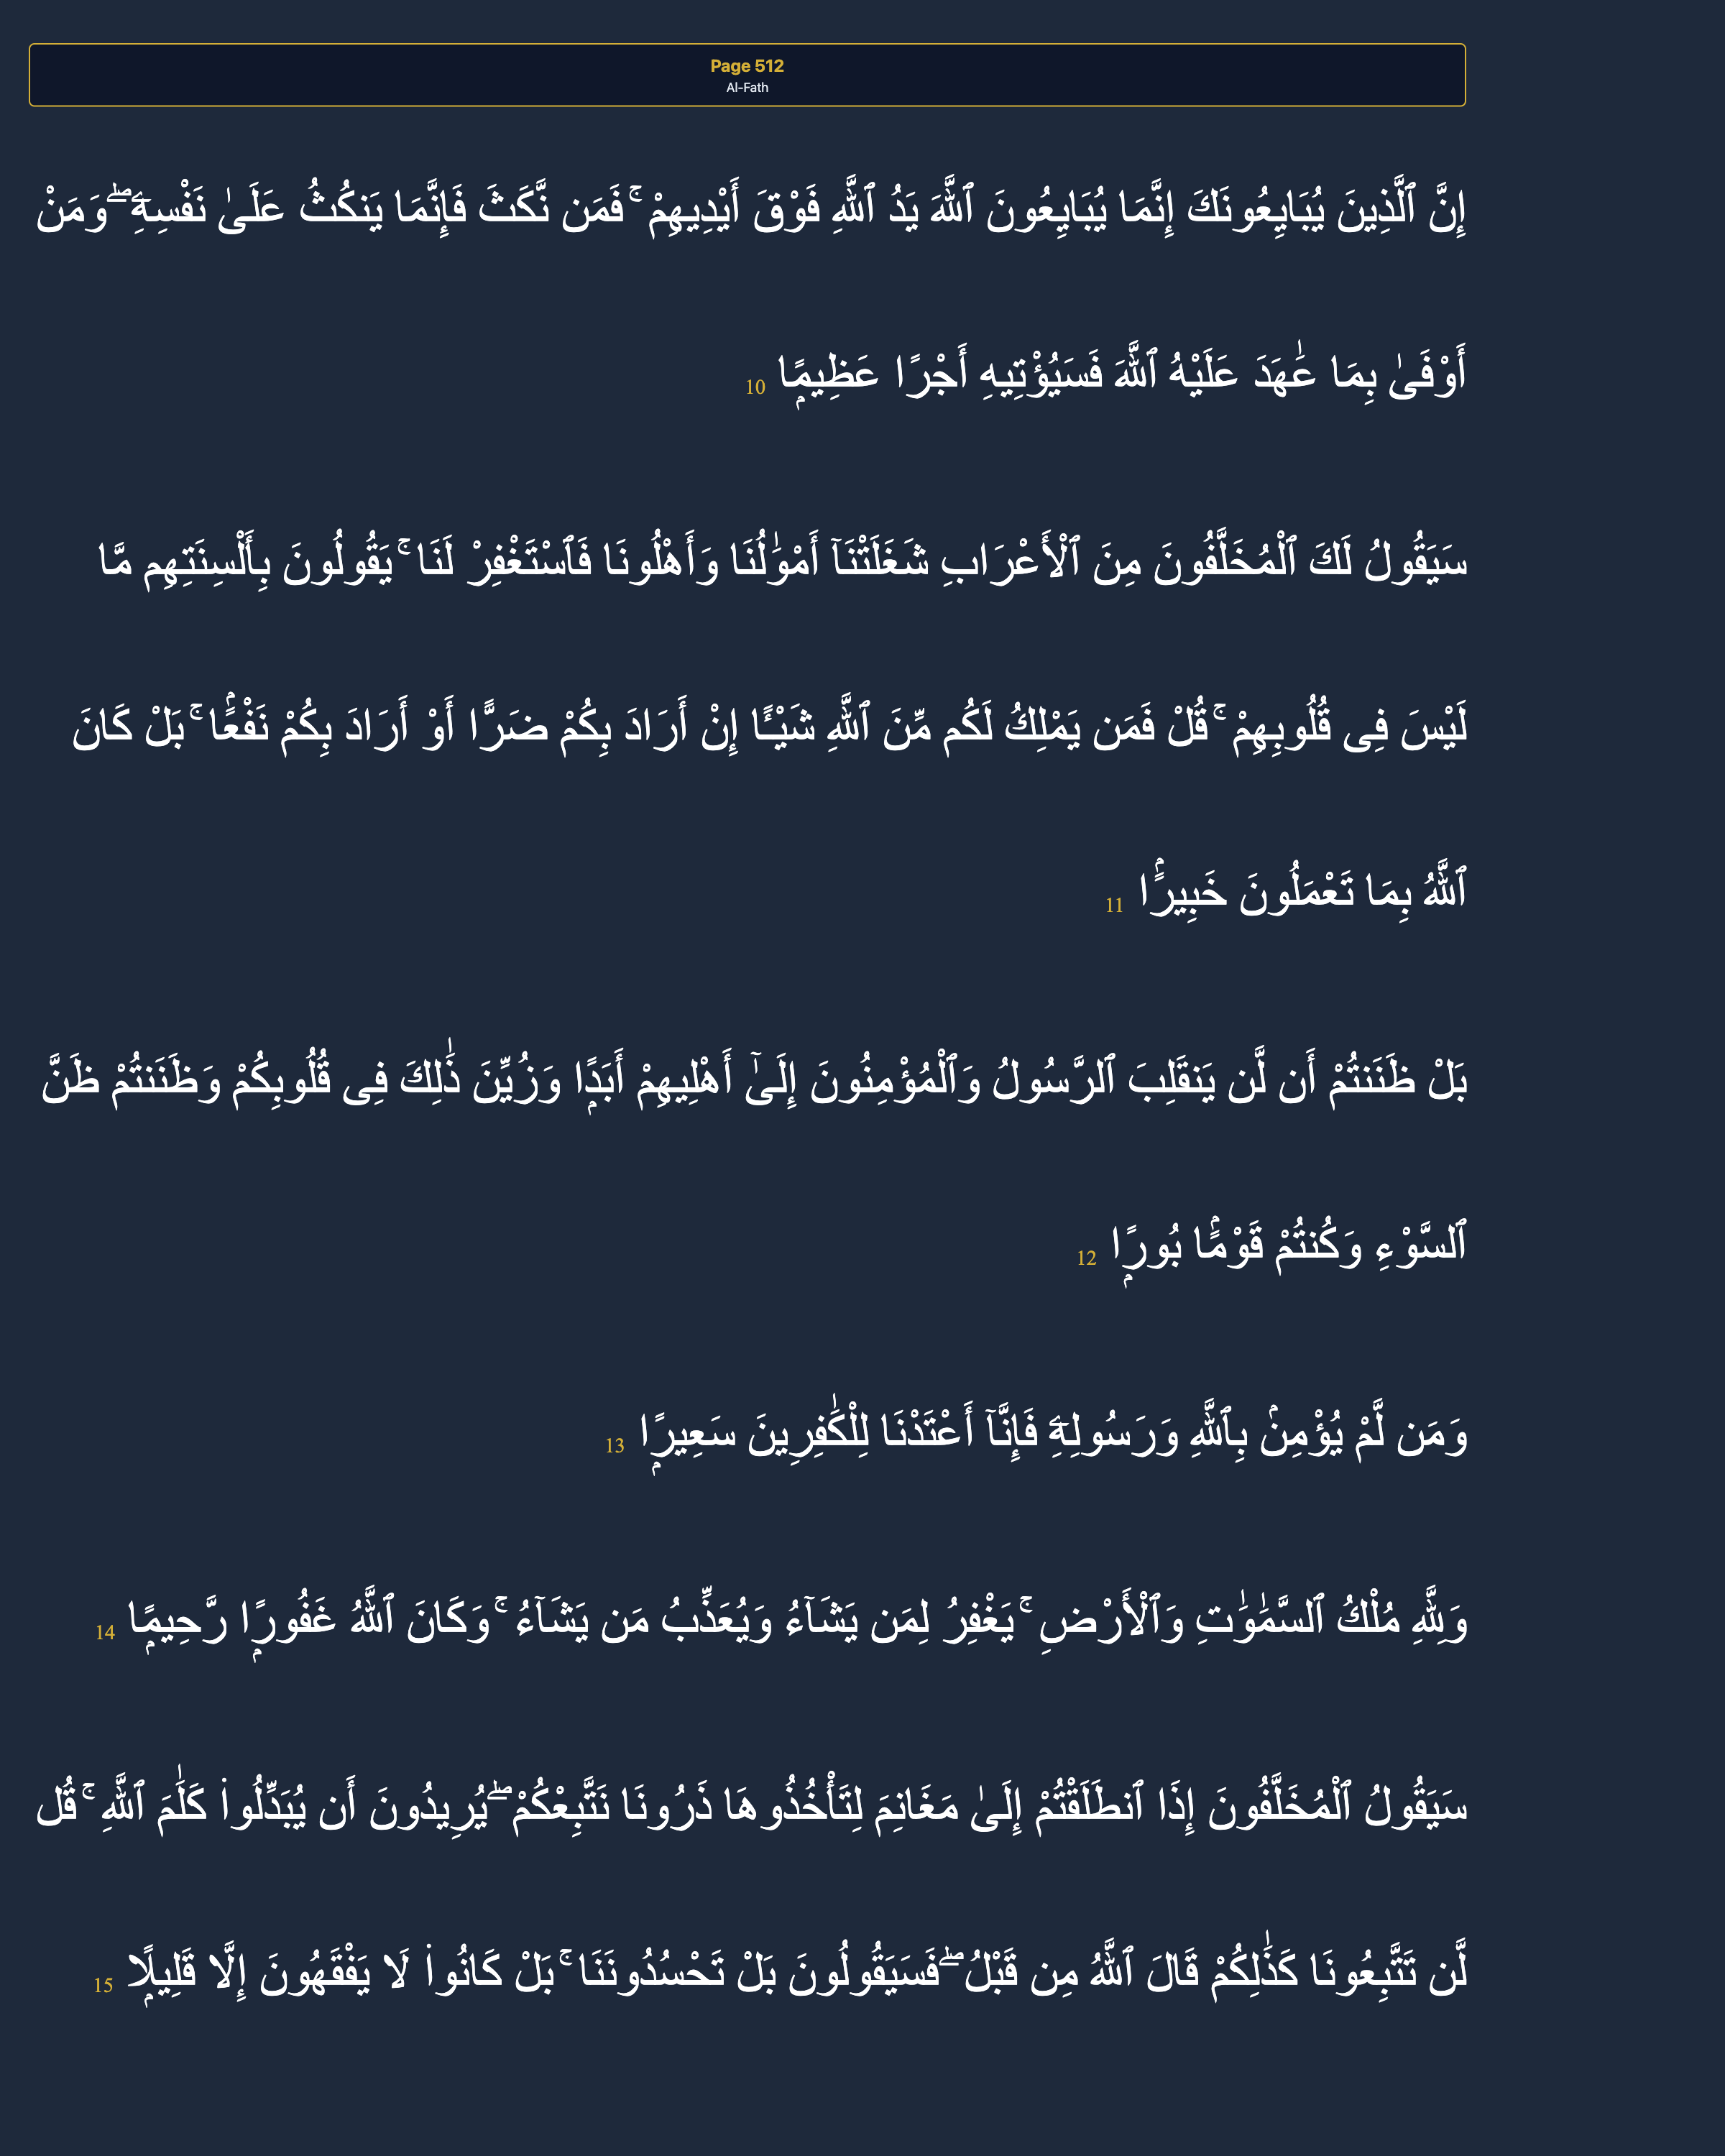 Page 512
Al-Fath
إِنَّ ٱلَّذِينَ يُبَايِعُونَكَ إِنَّمَا يُبَايِعُونَ ٱللَّهَ يَدُ ٱللَّهِ فَوْقَ أَيْدِيهِمْ ۚ فَمَن نَّكَثَ فَإِنَّمَا يَنكُثُ عَلَىٰ نَفْسِهِۦ ۖ وَمَنْ
أَوْفَىٰ بِمَا عَـٰهَدَ عَلَيْهُ ٱللَّهَ فَسَيُؤْتِيهِ أَجْرًا عَظِيمًۭا 10
سَيَقُولُ لَكَ ٱلْمُخَلَّفُونَ مِنَ ٱلْأَعْرَابِ شَغَلَتْنَآ أَمْوَٰلُنَا وَأَهْلُونَا فَٱسْتَغْفِرْ لَنَا ۚ يَقُولُونَ بِأَلْسِنَتِهِم مَّا
لَيْسَ فِى قُلُوبِهِمْ ۚ قُلْ فَمَن يَمْلِكُ لَكُم مِّنَ ٱللَّهِ شَيْـًٔا إِنْ أَرَادَ بِكُمْ ضَرًّا أَوْ أَرَادَ بِكُمْ نَفْعًۢا ۚ بَلْ كَانَ
ٱللَّهُ بِمَا تَعْمَلُونَ خَبِيرًۢا 11
بَلْ ظَنَنتُمْ أَن لَّن يَنقَلِبَ ٱلرَّسُولُ وَٱلْمُؤْمِنُونَ إِلَىٰٓ أَهْلِيهِمْ أَبَدًۭا وَزُيِّنَ ذَٰلِكَ فِى قُلُوبِكُمْ وَظَنَنتُمْ ظَنَّ
ٱلسَّوْءِ وَكُنتُمْ قَوْمًۢا بُورًۭا 12
وَمَن لَّمْ يُؤْمِنۢ بِٱللَّهِ وَرَسُولِهِۦ فَإِنَّآ أَعْتَدْنَا لِلْكَـٰفِرِينَ سَعِيرًۭا 13
وَلِلَّهِ مُلْكُ ٱلسَّمَـٰوَٰتِ وَٱلْأَرْضِ ۚ يَغْفِرُ لِمَن يَشَآءُ وَيُعَذِّبُ مَن يَشَآءُ ۚ وَكَانَ ٱللَّهُ غَفُورًۭا رَّحِيمًۭا 14
سَيَقُولُ ٱلْمُخَلَّفُونَ إِذَا ٱنطَلَقْتُمْ إِلَىٰ مَغَانِمَ لِتَأْخُذُوهَا ذَرُونَا نَتَّبِعْكُمْ ۖ يُرِيدُونَ أَن يُبَدِّلُوا۟ كَلَـٰمَ ٱللَّهِ ۚ قُل
لَّن تَتَّبِعُونَا كَذَٰلِكُمْ قَالَ ٱللَّهُ مِن قَبْلُ ۖ فَسَيَقُولُونَ بَلْ تَحْسُدُونَنَا ۚ بَلْ كَانُوا۟ لَا يَفْقَهُونَ إِلَّا قَلِيلًۭا 15